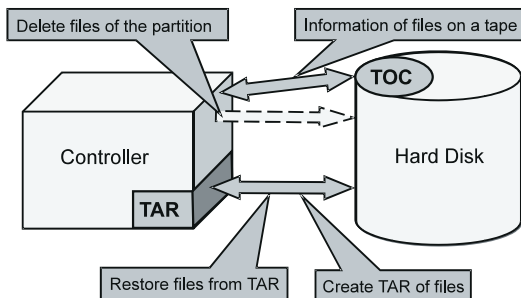 Delete files of the partition
Information of files on a tape
TOC
Controller
Hard Disk
TAR
Restore files from TAR
Create TAR of files